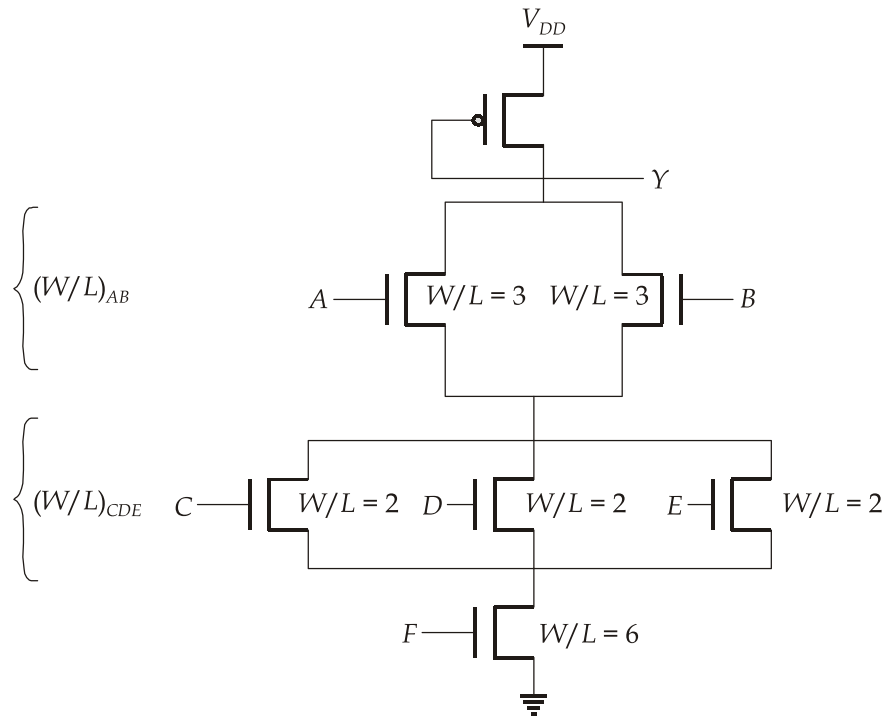 V_DD
Y
(W/L)_AB
A
W/L = 3
W/L = 3
B
(W/L)_CDE
C
W/L = 2
D
W/L = 2
E
W/L = 2
F
W/L = 6